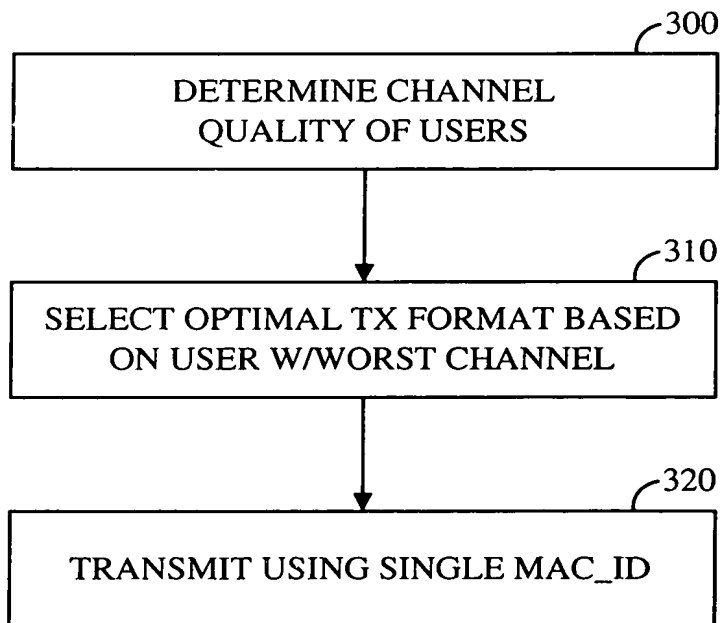 300
DETERMINE CHANNEL
QUALITY OF USERS
310
SELECT OPTIMAL TX FORMAT BASED
ON USER W/WORST CHANNEL
320
TRANSMIT USING SINGLE MAC_ID